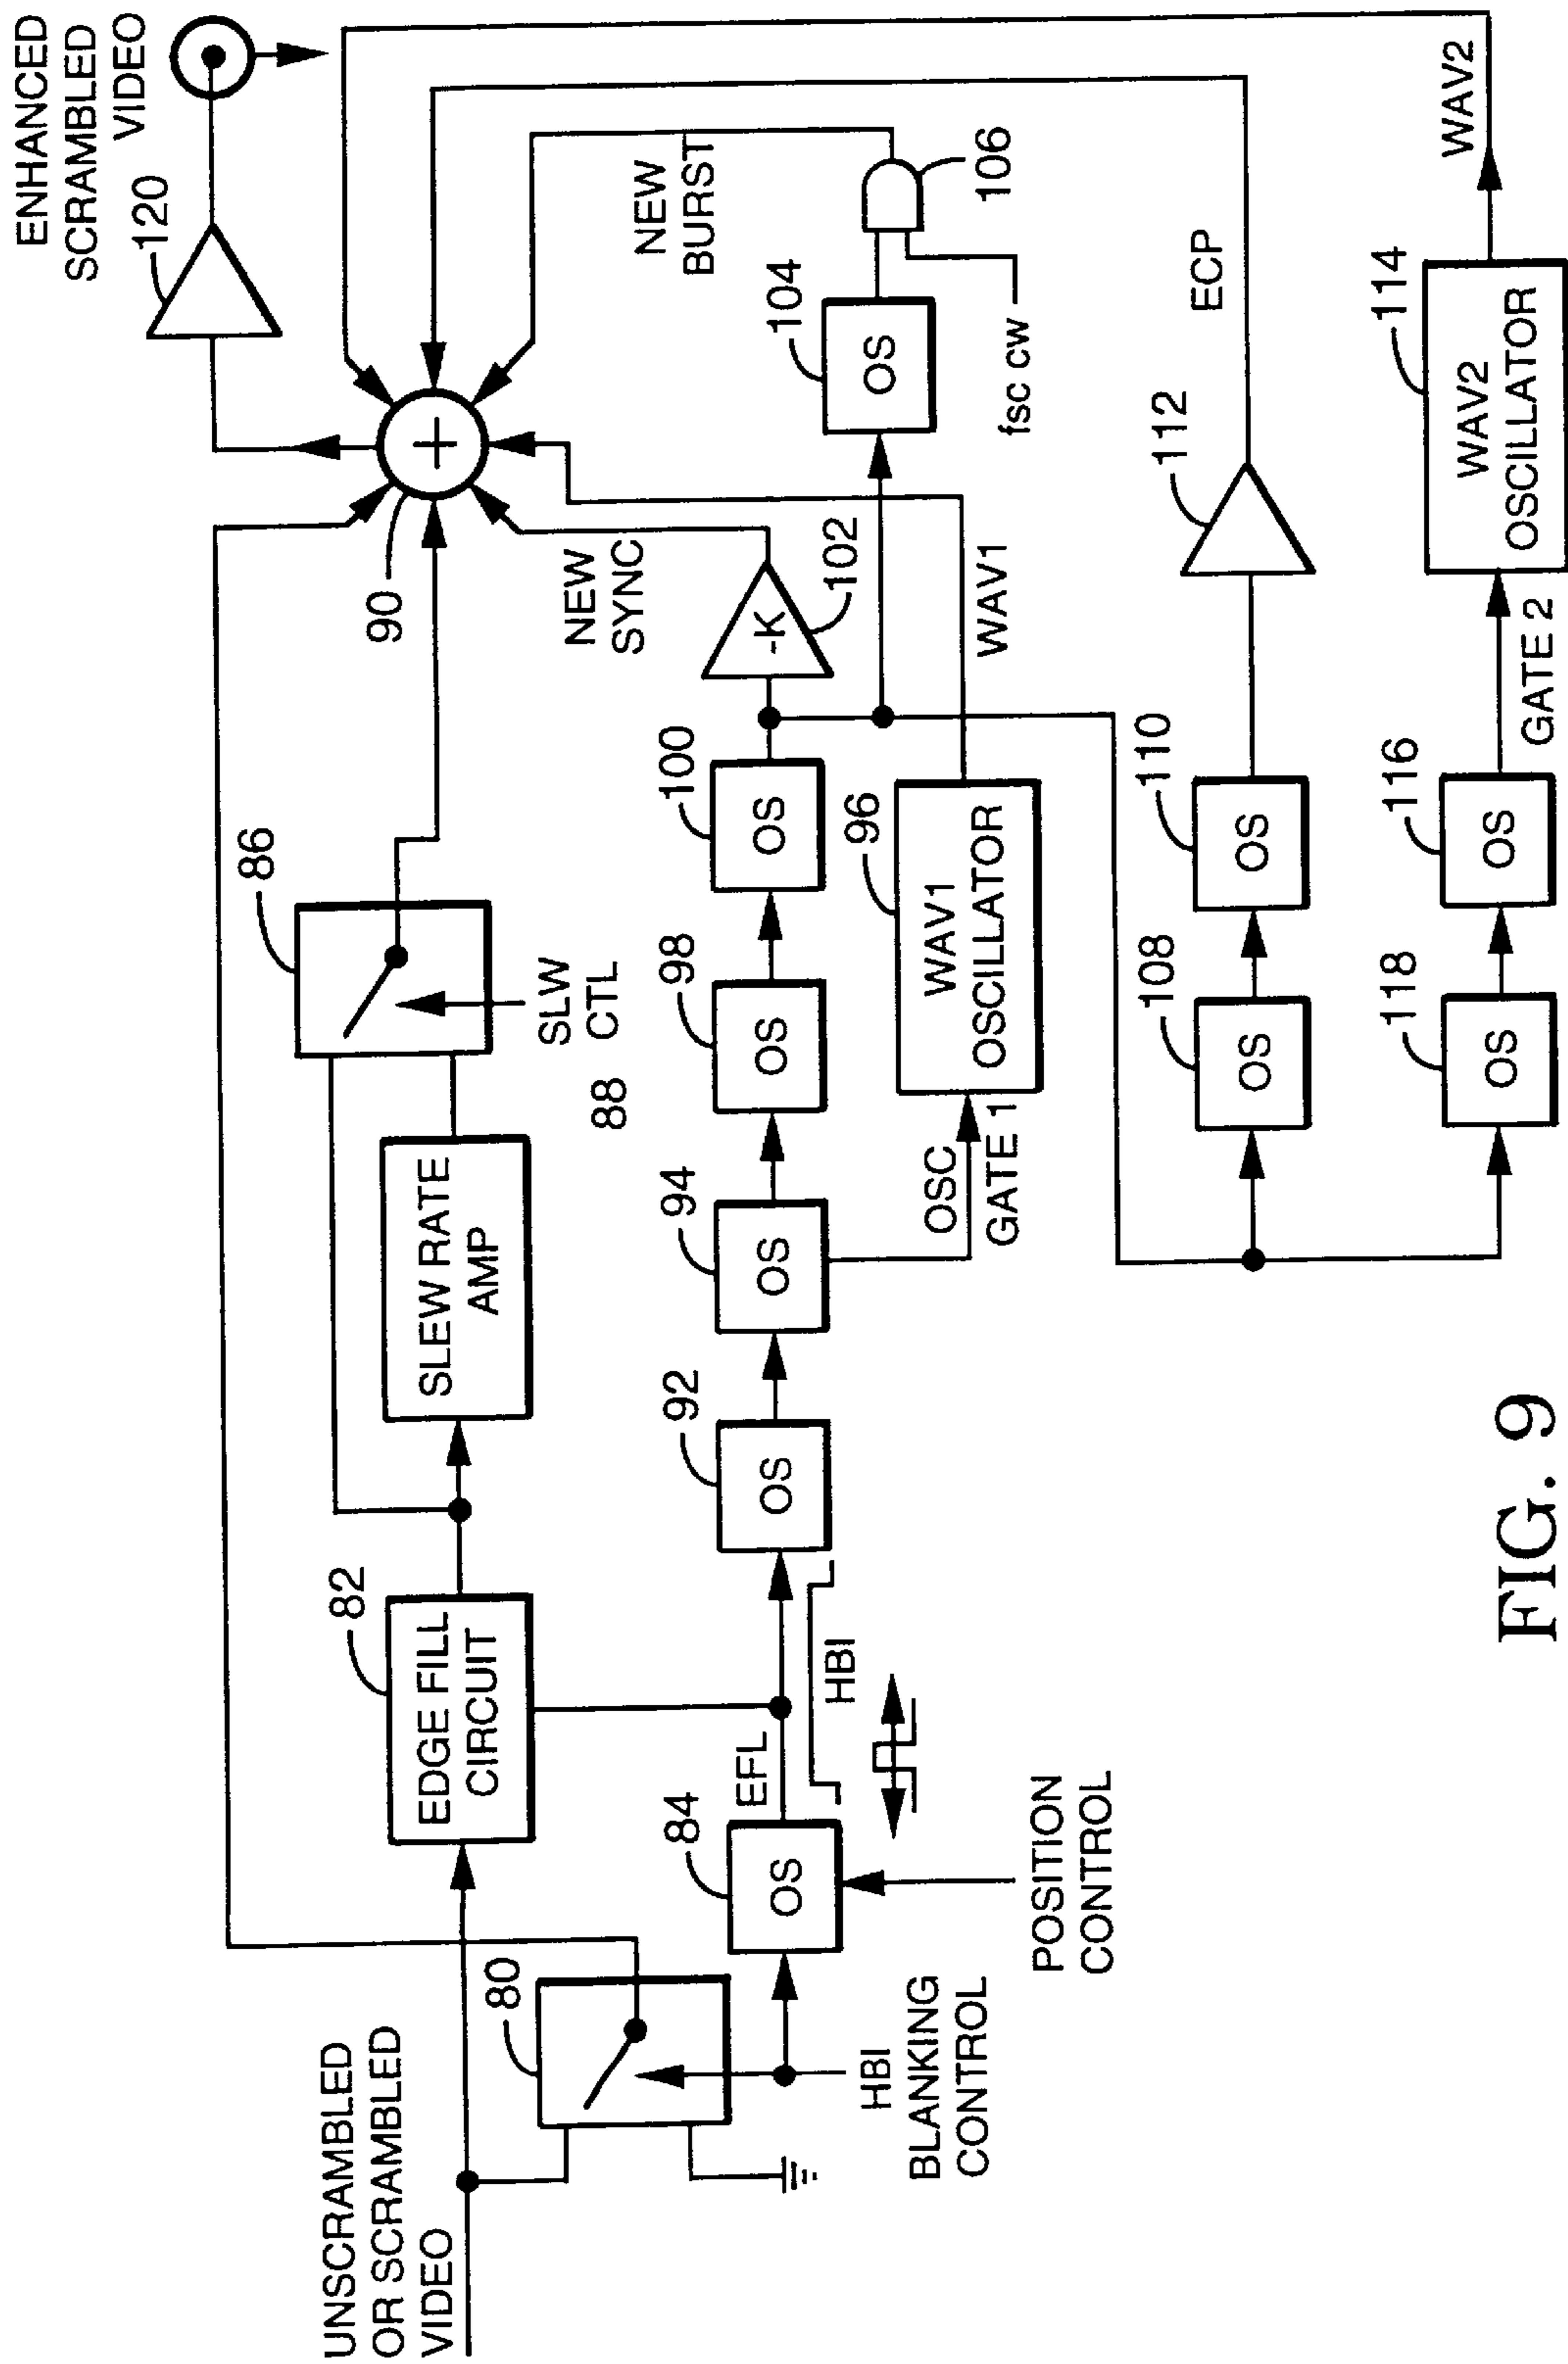 UNSCRAMBLED
OR SCRAMBLED
VIDEO
80
HBI
BLANKING
CONTROL
EDGE FILL
CIRCUIT
82
84
OS
EFL
HBI
POSITION
CONTROL
SLEW RATE
AMP
88
86
SLW
CTL
92
OS
94
OS
98
OS
100
OS
OSC
GATE 1
96
WAV1
OSCILLATOR
WAV1
-K
102
NEW
SYNC
90
+
120
ENHANCED
SCRAMBLED
VIDEO
104
OS
fsc cw
106
NEW
BURST
108
OS
110
OS
112
ECP
118
OS
116
OS
GATE 2
114
WAV2
OSCILLATOR
WAV2
FIG. 9